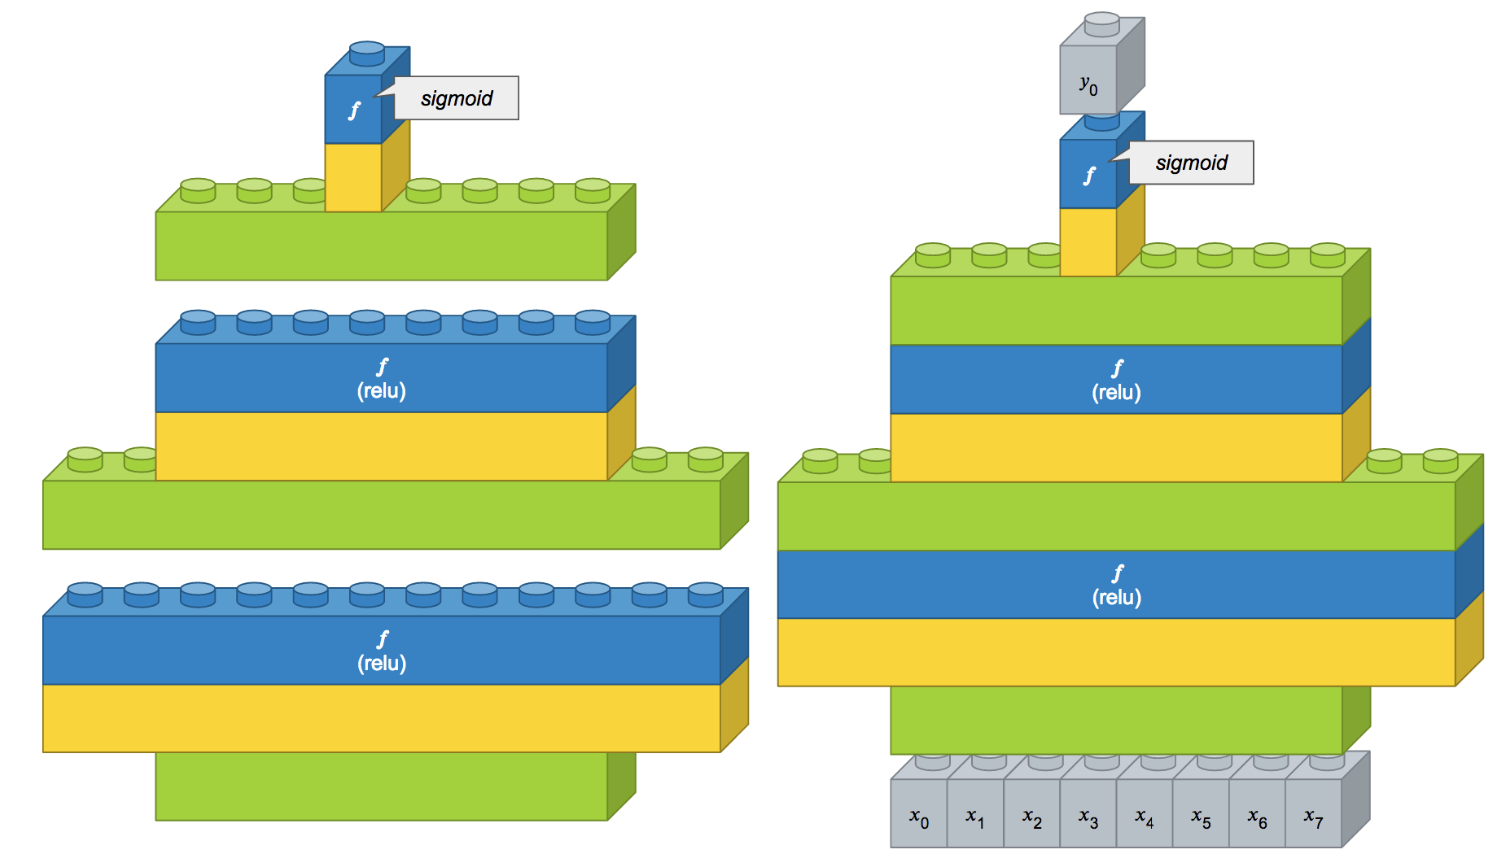 f
sigmoid
f
(relu)
f
(relu)
y0
f
sigmoid
f
(relu)
f
(relu)
x0 x1 x2 x3 x4 x5 x6 x7